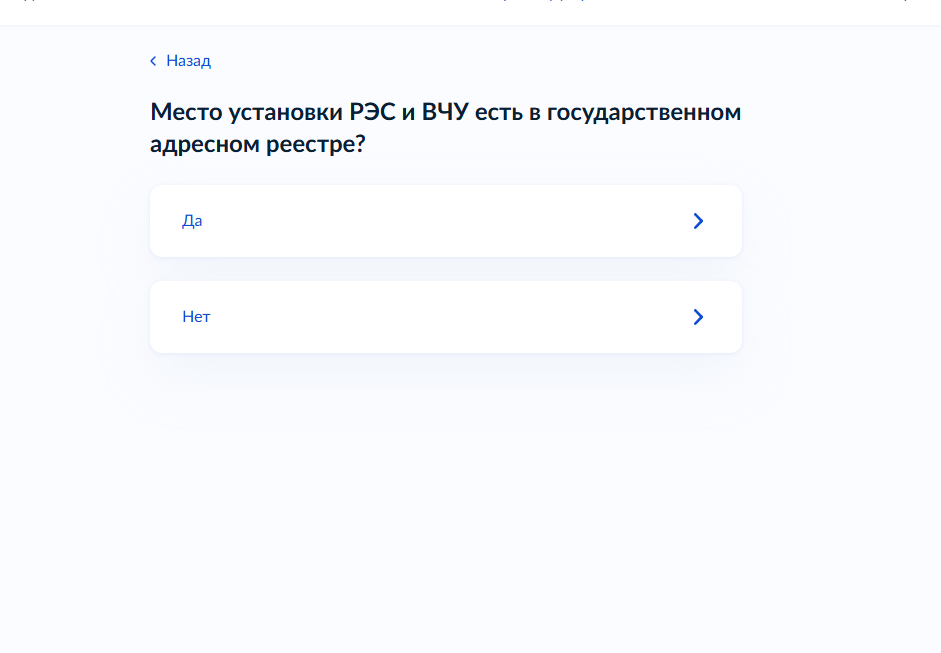 Назад
Место установки РЭС и ВЧУ есть в государственном
адресном реестре?
Да
Нет